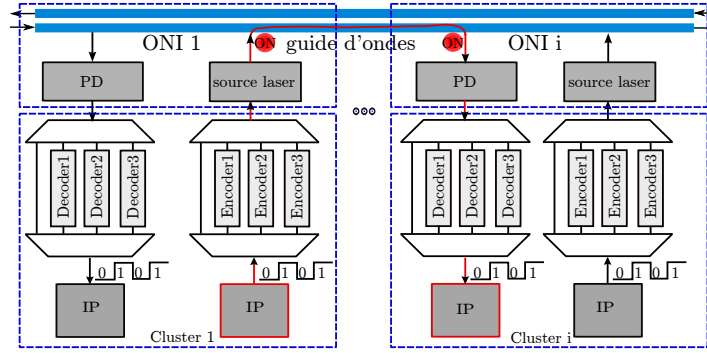 ONI 1 ON guide d'ondes ON ONI i
PD source laser PD source laser
Decoder1 Decoder2 Decoder3 Encoder1 Encoder2 Encoder3 Decoder1 Decoder2 Decoder3 Encoder1 Encoder2 Encoder3
0 1 0 1 0 1 0 1 0 1 0 1 0 1 0 1
IP IP IP IP
Cluster 1 Cluster i